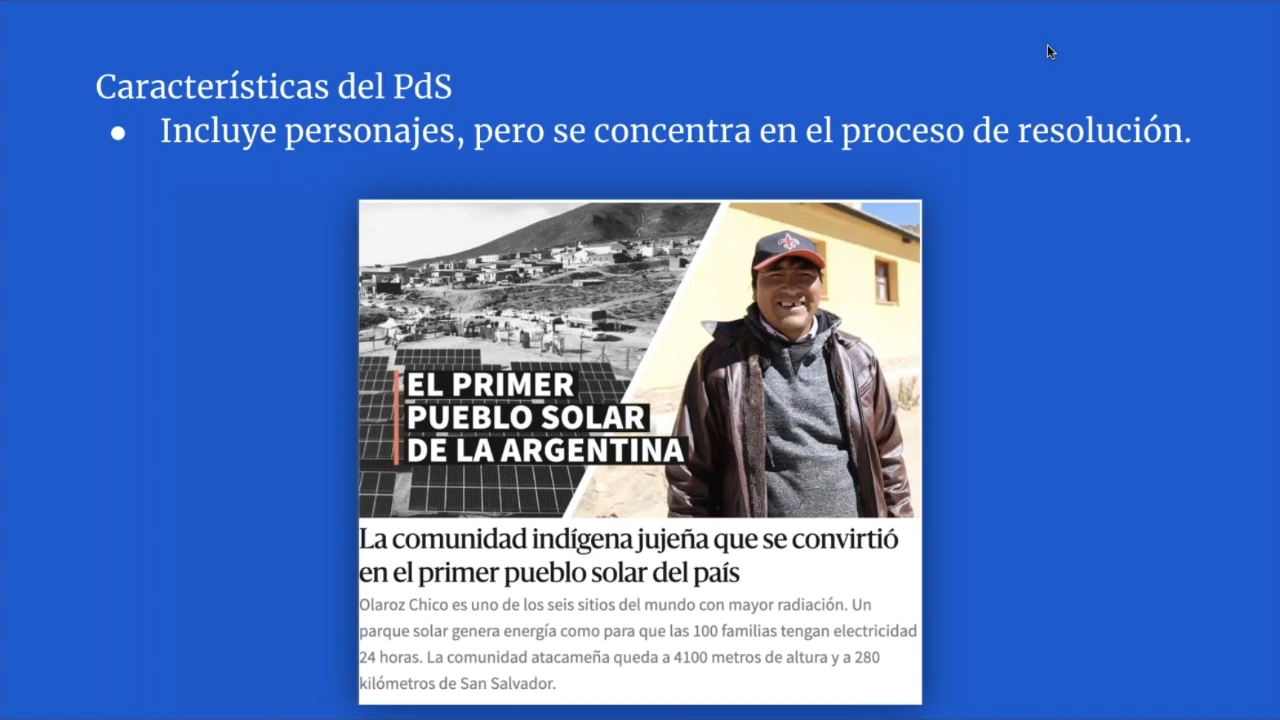 Características del PdS
● Incluye personajes, pero se concentra en el proceso de resolución.
EL PRIMER
PUEBLO SOLAR
DE LA ARGENTINA
La comunidad indígena jujeña que se convirtió
en el primer pueblo solar del país
Olaroz Chico es uno de los seis sitios del mundo con mayor radiación. Un
parque solar genera energía como para que las 100 familias tengan electricidad
24 horas. La comunidad atacameña queda a 4100 metros de altura y a 280
kilómetros de San Salvador.